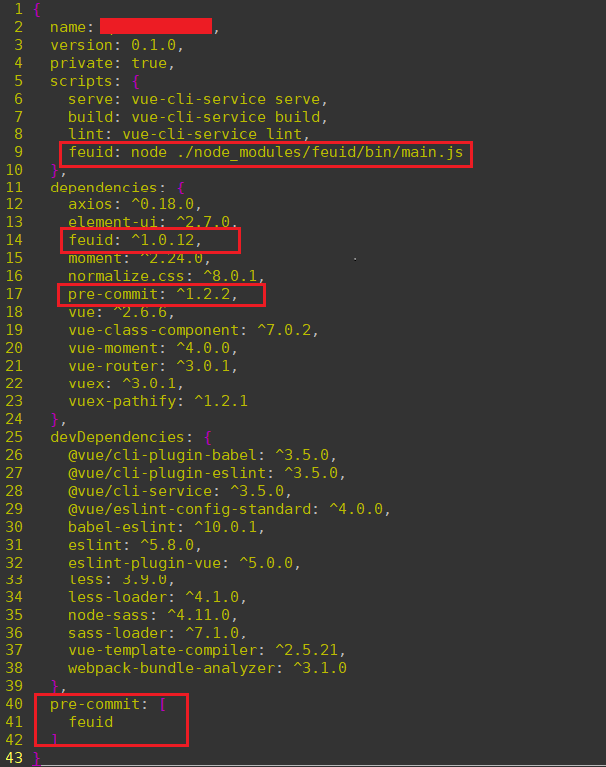 1 {
2 name: ,
3 version: 0.1.0,
4 private: true,
5 scripts: {
6 serve: vue-cli-service serve,
7 build: vue-cli-service build,
8 lint: vue-cli-service lint,
9 feuid: node ./node_modules/feuid/bin/main.js
10 },
11 dependencies: {
12 axios: ^0.18.0,
13 element-ui: ^2.7.0,
14 feuid: ^1.0.12,
15 moment: ^2.24.0,
16 normalize.css: ^8.0.1,
17 pre-commit: ^1.2.2,
18 vue: ^2.6.6,
19 vue-class-component: ^7.0.2,
20 vue-moment: ^4.0.0,
21 vue-router: ^3.0.1,
22 vuex: ^3.0.1,
23 vuex-pathify: ^1.2.1
24 },
25 devDependencies: {
26 @vue/cli-plugin-babel: ^3.5.0,
27 @vue/cli-plugin-eslint: ^3.5.0,
28 @vue/cli-service: ^3.5.0,
29 @vue/eslint-config-standard: ^4.0.0,
30 babel-eslint: ^10.0.1,
31 eslint: ^5.8.0,
32 eslint-plugin-vue: ^5.0.0,
33 less: 3.9.0,
34 less-loader: ^4.1.0,
35 node-sass: ^4.11.0,
36 sass-loader: ^7.1.0,
37 vue-template-compiler: ^2.5.21,
38 webpack-bundle-analyzer: ^3.1.0
39 },
40 pre-commit: [
41 feuid
42 ]
43 }